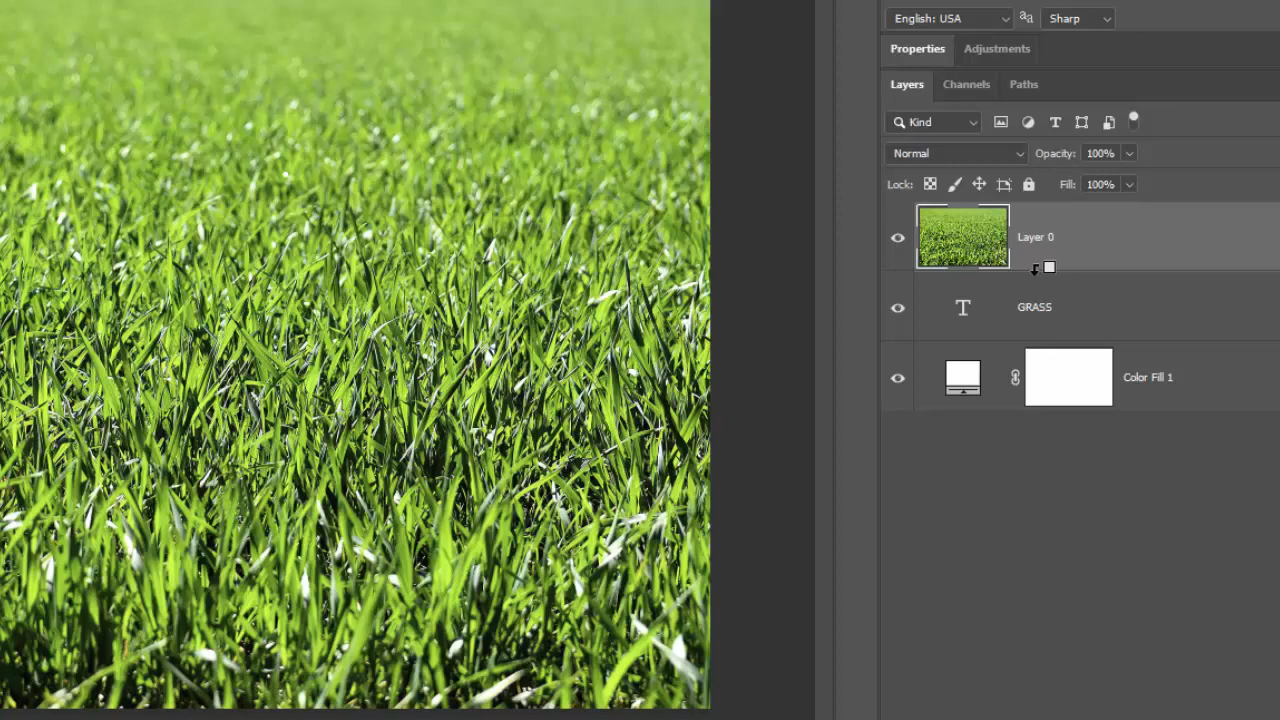 English: USA aa Sharp
Properties Adjustments
Layers Channels Paths
Kind T
Normal Opacity: 100%
Lock: Fill: 100%
Layer 0
T GRASS
Color Fill 1